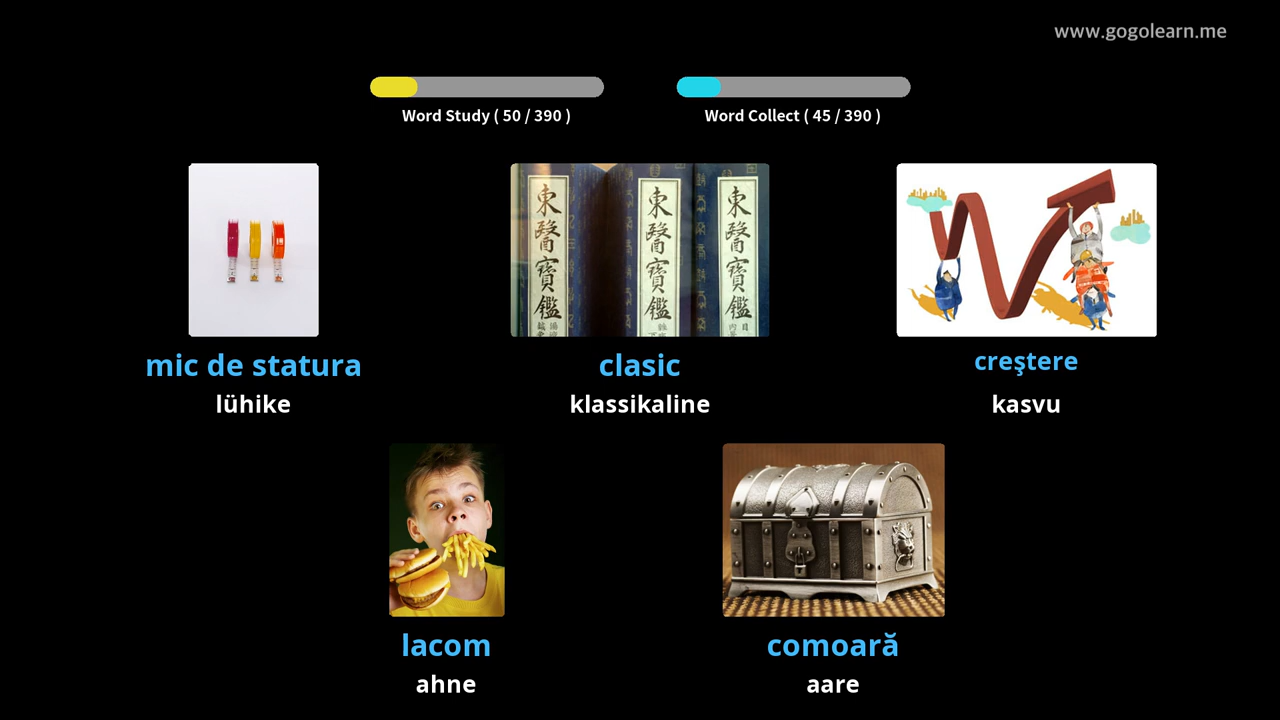 www.gogolearn.me
Word Study ( 50 / 390 )
Word Collect ( 45 / 390 )
東醫寶鑑
東醫寶鑑
東醫寶鑑
mic de statura
clasic
creştere
lühike
klassikaline
kasvu
lacom
comoară
ahne
aare